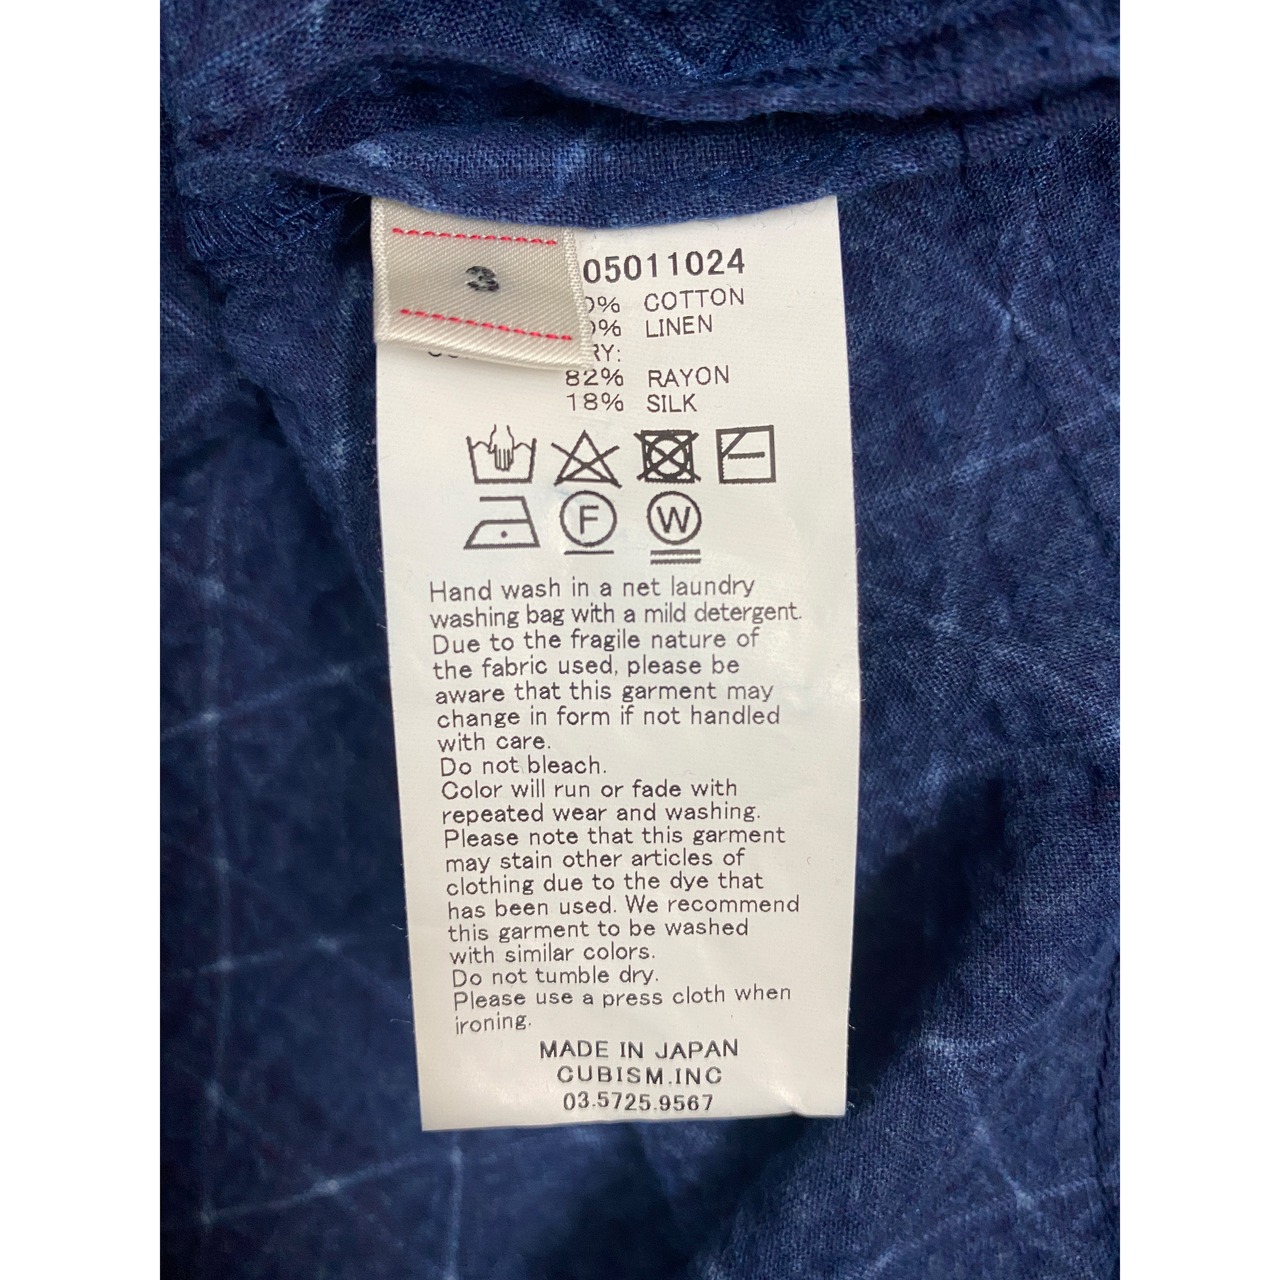 3
05011024
0% COTTON
0% LINEN
RY:
82% RAYON
18% SILK
F
W
Hand wash in a net laundry
washing bag with a mild detergent.
Due to the fragile nature of
the fabric used, please be
aware that this garment may
change in form if not handled
with care.
Do not bleach.
Color will run or fade with
repeated wear and washing.
Please note that this garment
may stain other articles of
clothing due to the dye that
has been used. We recommend
this garment to be washed
with similar colors.
Do not tumble dry.
Please use a press cloth when
ironing.
MADE IN JAPAN
CUBISM.INC
03.5725.9567